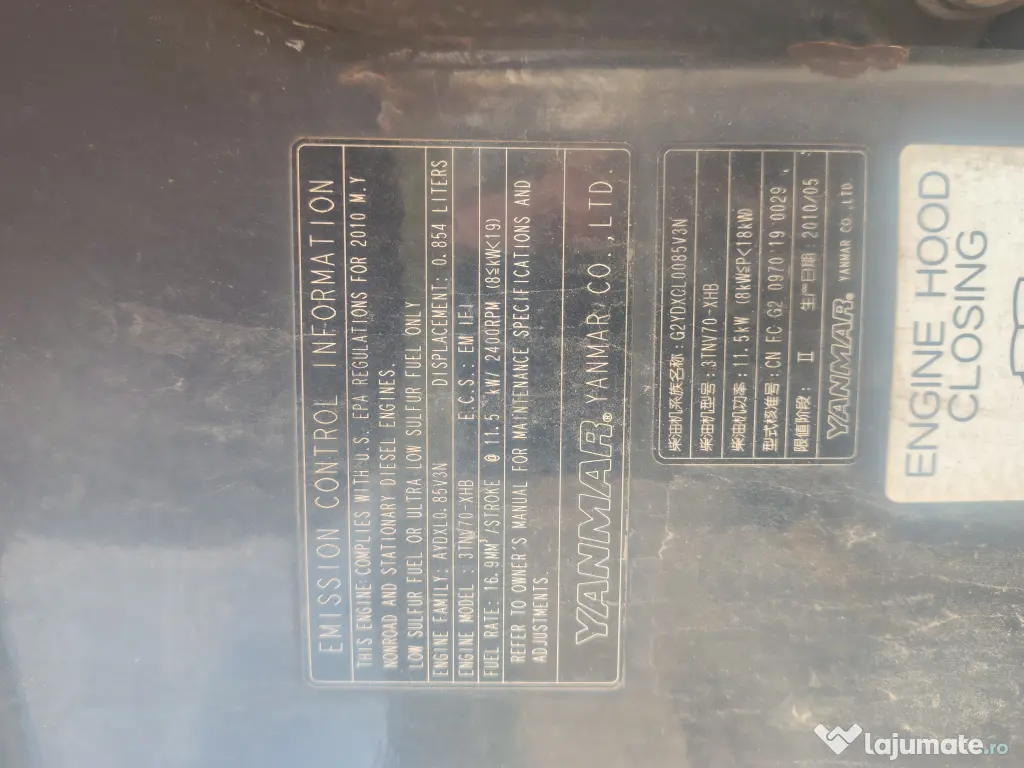 EMISSION CONTROL INFORMATION
THIS ENGINE COMPLIES WITH U.S. EPA REGULATIONS FOR 2010 M.Y
NONROAD AND STATIONARY DIESEL ENGINES.
LOW SULFUR FUEL OR ULTRA LOW SULFUR FUEL ONLY
ENGINE FAMILY: AYDXL0.85V3N DISPLACEMENT: 0.854 LITERS
ENGINE MODEL: 3TNV70-XHB E.C.S.: EM IFI
FUEL RATE: 16.9MM³/STROKE @ 11.5 kW/2400RPM (8≤kW<19)
REFER TO OWNER'S MANUAL FOR MAINTENANCE SPECIFICATIONS AND
ADJUSTMENTS.
YANMAR® YANMAR CO., LTD.
柴油机系族名称: G2YDXGL0085V3N
柴油机型号: 3TNV70-XHB
柴油机功率: 11.5kW (8kW≤P<18kW)
型式核准号: CN FC G2 0970 19 0029
限值阶段: II 生产日期: 2010/05
YANMAR® YANMAR CO., LTD.
ENGINE HOOD
CLOSING
lajumate.ro